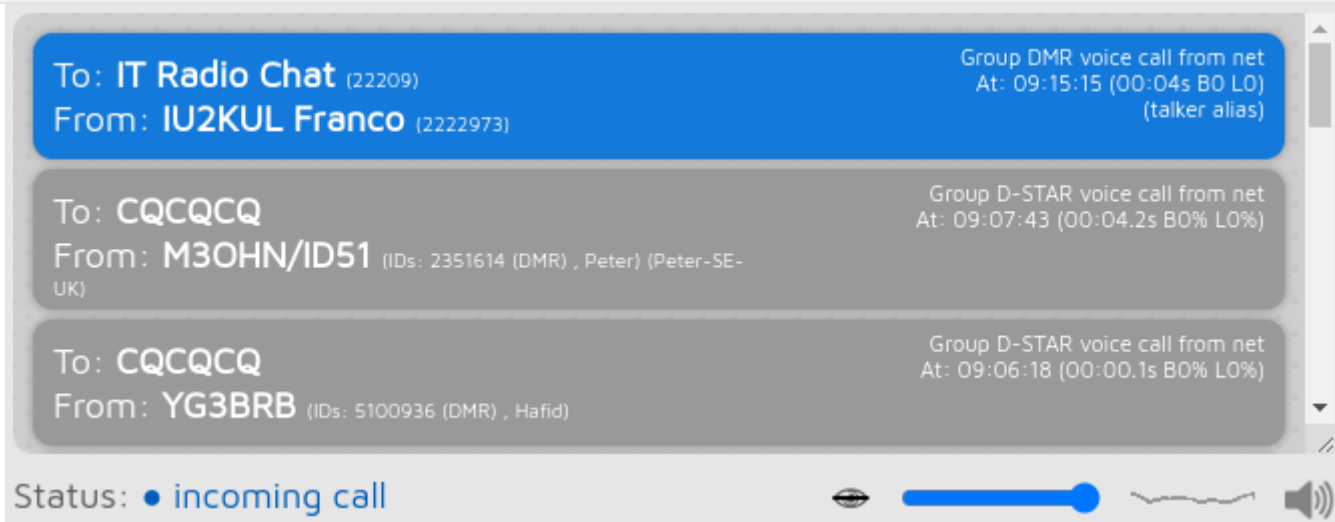 To: IT Radio Chat (22209)
From: IU2KUL Franco (2222973)
Group DMR voice call from net
At: 09:15:15 (00:04s B0 L0)
(talker alias)
To: CQCQCQ
From: M3OHN/ID51 (IDs: 2351614 (DMR) , Peter) (Peter-SE-
UK)
Group D-STAR voice call from net
At: 09:07:43 (00:04.2s B0% L0%)
To: CQCQCQ
From: YG3BRB (IDs: 5100936 (DMR) , Hafid)
Group D-STAR voice call from net
At: 09:06:18 (00:00.1s B0% L0%)
Status: • incoming call